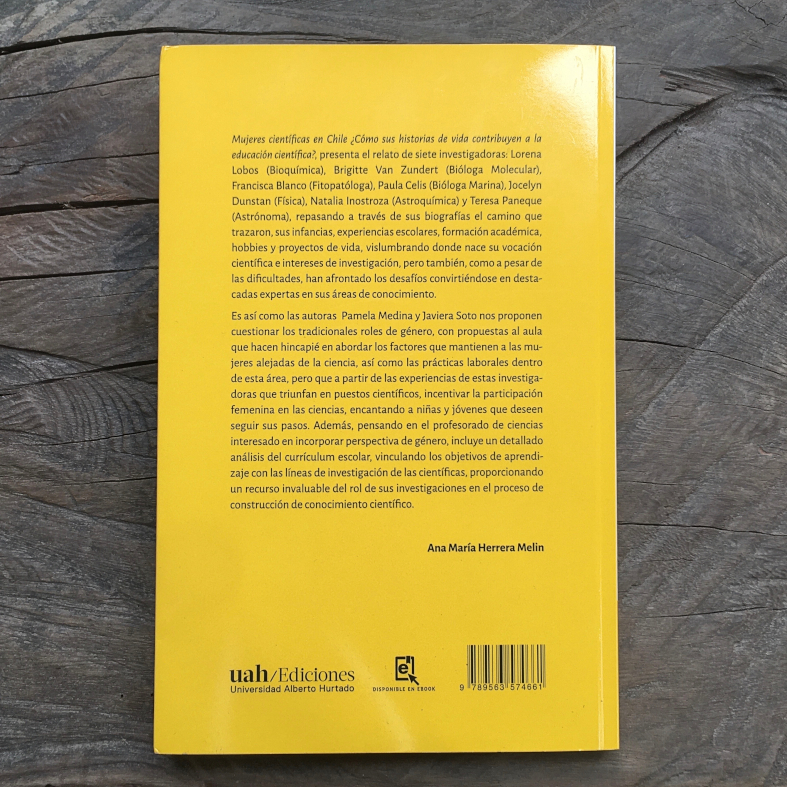 Mujeres científicas en Chile ¿Cómo sus historias de vida contribuyen a la
educación científica?, presenta el relato de siete investigadoras: Lorena
Lobos (Bioquímica), Brigitte Van Zundert (Bióloga Molecular),
Francisca Blanco (Fitopatóloga), Paula Celis (Bióloga Marina), Jocelyn
Dunstan (Física), Natalia Inostroza (Astroquímica) y Teresa Paneque
(Astrónoma), repasando a través de sus biografías el camino que
trazaron, sus infancias, experiencias escolares, formación académica,
hobbies y proyectos de vida, vislumbrando donde nace su vocación
científica e intereses de investigación, pero también, como a pesar de
las dificultades, han afrontado los desafíos convirtiéndose en desta-
cadas expertas en sus áreas de conocimiento.
Es así como las autoras Pamela Medina y Javiera Soto nos proponen
cuestionar los tradicionales roles de género, con propuestas al aula
que hacen hincapié en abordar los factores que mantienen a las mu-
jeres alejadas de la ciencia, así como las prácticas laborales dentro
de esta área, pero que a partir de las experiencias de estas investiga-
doras que triunfan en puestos científicos, incentivar la participación
femenina en las ciencias, encantando a niñas y jóvenes que deseen
seguir sus pasos. Además, pensando en el profesorado de ciencias
interesado en incorporar perspectiva de género, incluye un detallado
análisis del currículum escolar, vinculando los objetivos de aprendi-
zaje con las líneas de investigación de las científicas, proporcionando
un recurso invaluable del rol de sus investigaciones en el proceso de
construcción de conocimiento científico.
Ana María Herrera Melin
uah/Ediciones
Universidad Alberto Hurtado
e
DISPONIBLE EN EBOOK
9 789563 574661